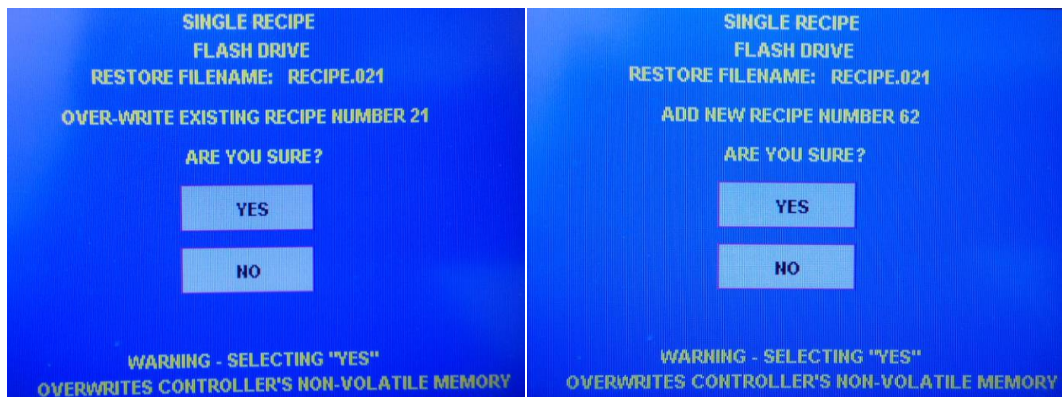 SINGLE RECIPE
FLASH DRIVE
RESTORE FILENAME: RECIPE.021
OVER-WRITE EXISTING RECIPE NUMBER 21
ARE YOU SURE?
YES
NO
WARNING - SELECTING "YES"
OVERWRITES CONTROLLER'S NON-VOLATILE MEMORY
SINGLE RECIPE
FLASH DRIVE
RESTORE FILENAME: RECIPE.021
ADD NEW RECIPE NUMBER 62
ARE YOU SURE?
YES
NO
WARNING - SELECTING "YES"
OVERWRITES CONTROLLER'S NON-VOLATILE MEMORY